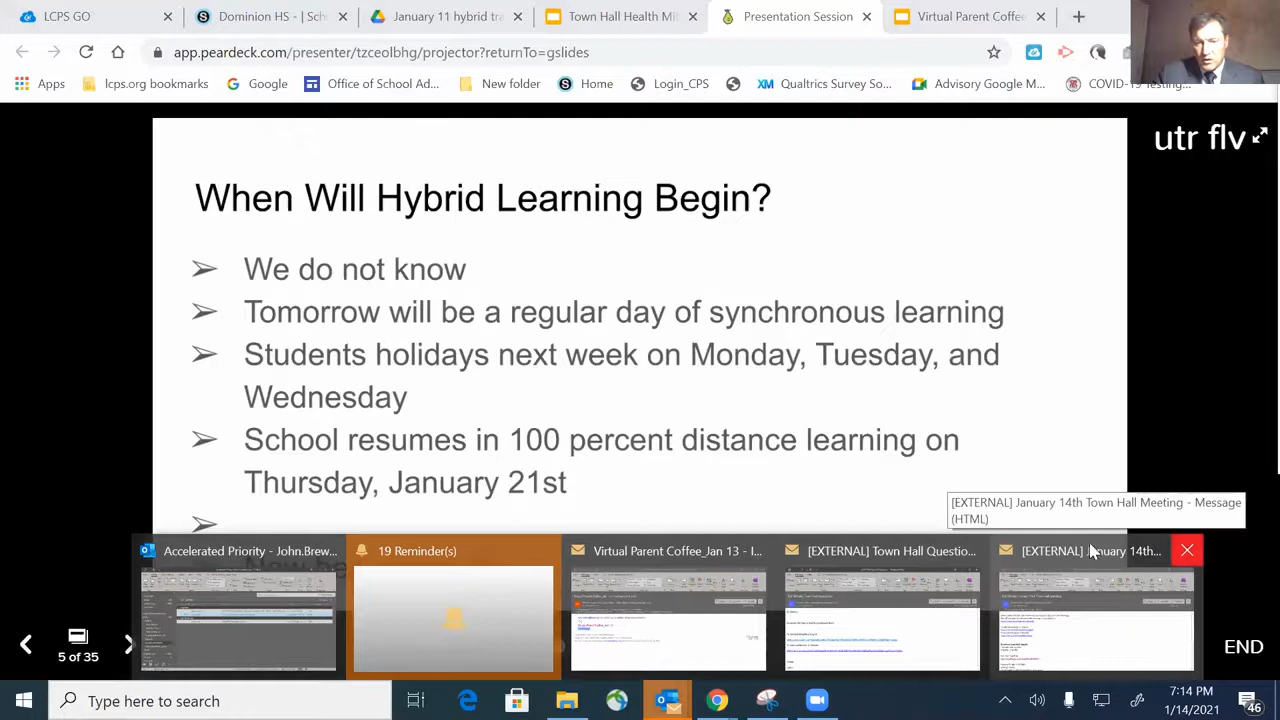 LCPS GO
Dominion HS - | Sch
January 11 hybrid tra
Town Hall Health Mit
Presentation Session
Virtual Parent Coffee
app.peardeck.com/presenter/tzceolbhg/projector?returnTo=gslides
Apps
lcps.org bookmarks
Google
Office of School Ad...
New folder
Home
Login_CPS
Qualtrics Survey So...
Advisory Google M...
COVID-19 Testing...
utr flv
When Will Hybrid Learning Begin?
➢ We do not know
➢ Tomorrow will be a regular day of synchronous learning
➢ Students holidays next week on Monday, Tuesday, and
Wednesday
➢ School resumes in 100 percent distance learning on
Thursday, January 21st
➢
[EXTERNAL] January 14th Town Hall Meeting - Message
(HTML)
Accelerated Priority - John.Brew...
19 Reminder(s)
Virtual Parent Coffee_Jan 13 - I...
[EXTERNAL] Town Hall Questio...
[EXTERNAL] January 14th...
5 of 35
END
Type here to search
7:14 PM
1/14/2021
46